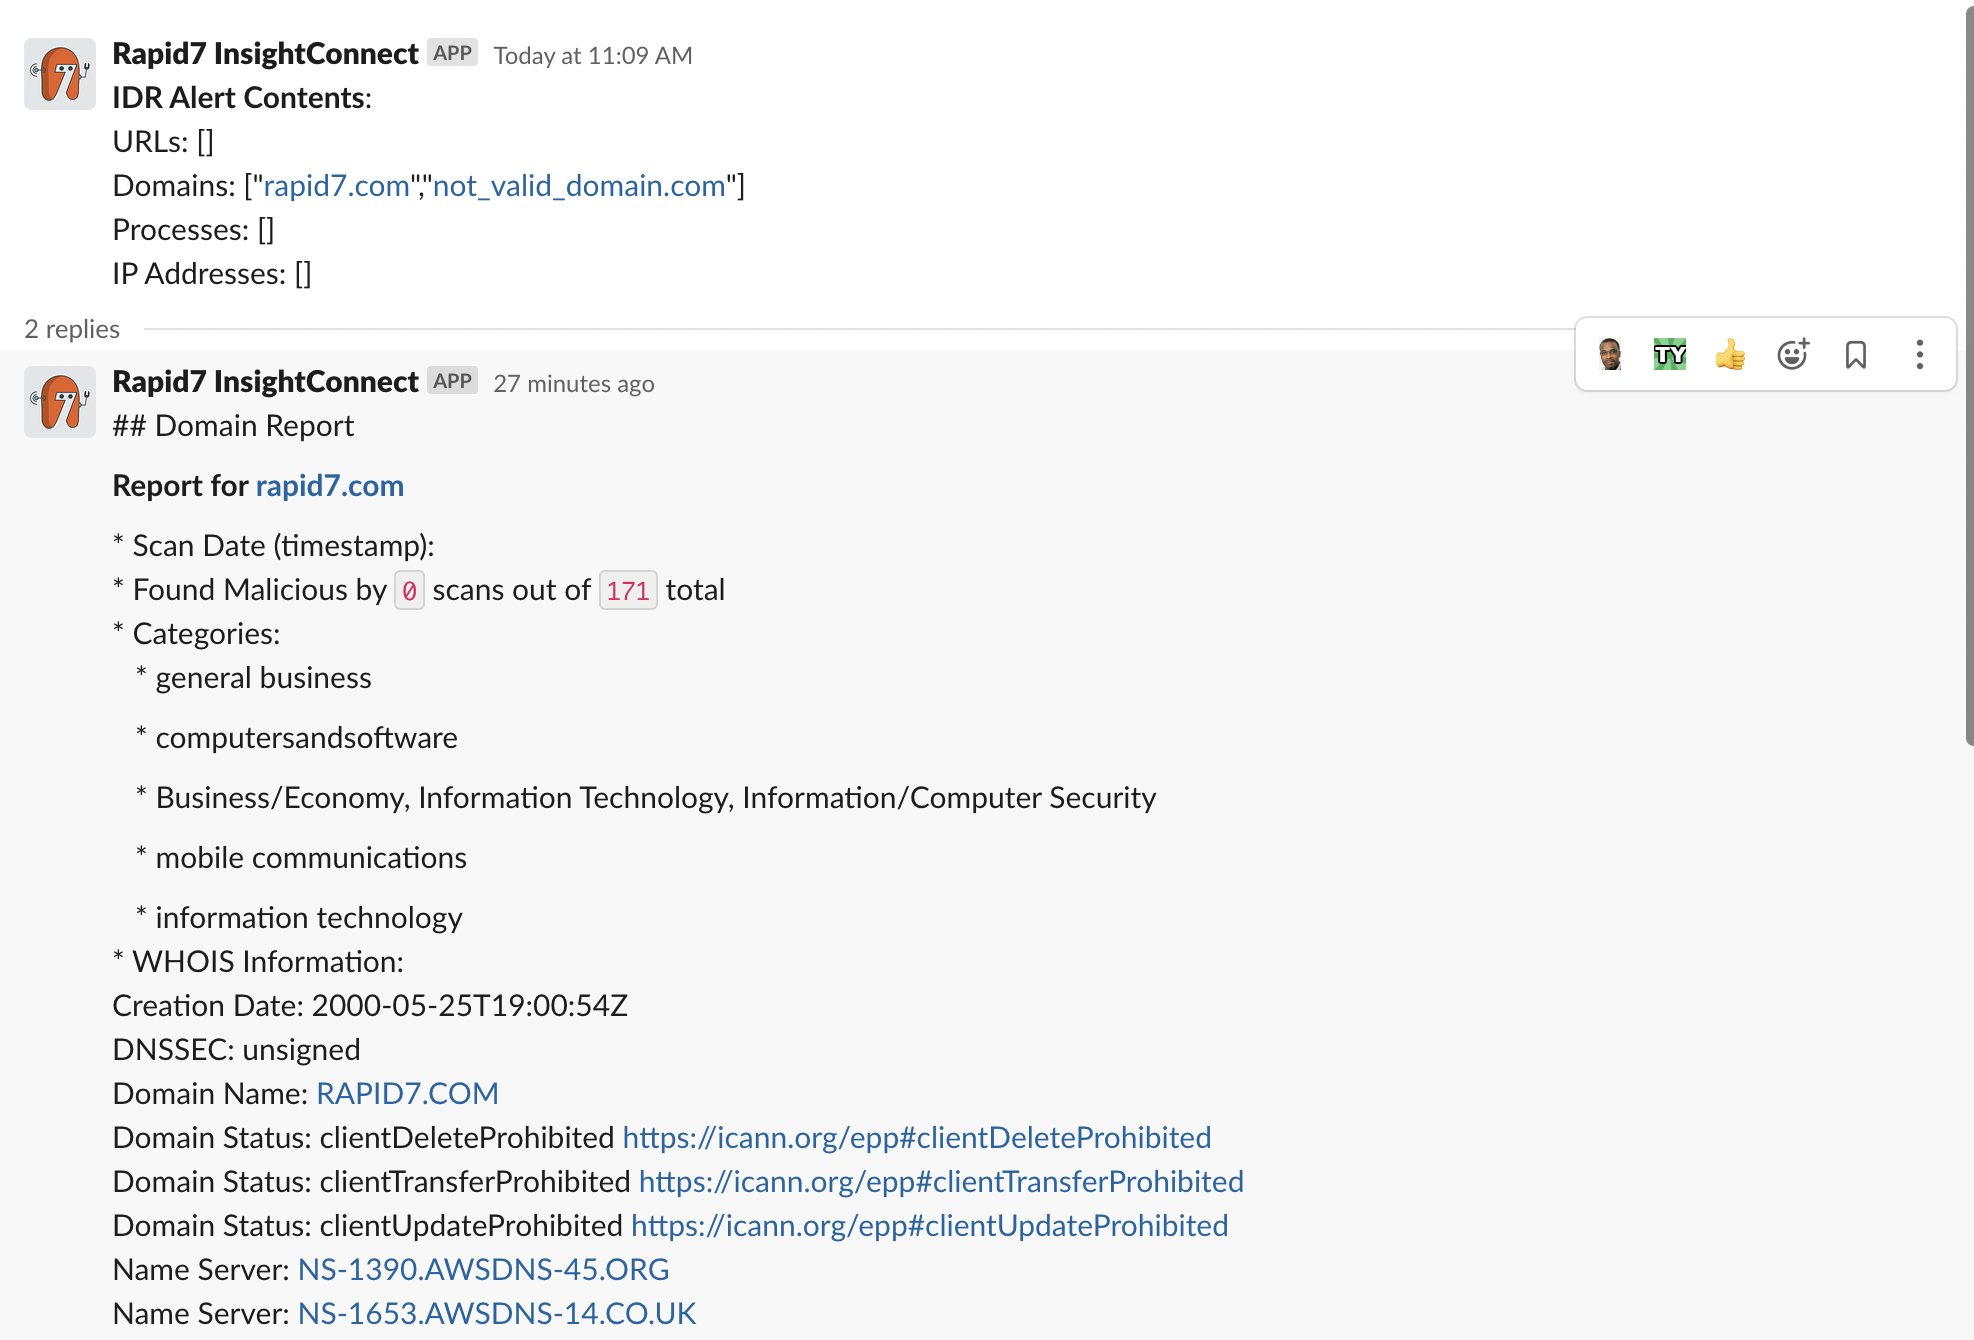 Rapid7 InsightConnect APP Today at 11:09 AM
IDR Alert Contents:
URLs: []
Domains: ["rapid7.com","not_valid_domain.com"]
Processes: []
IP Addresses: []
2 replies
TY
Rapid7 InsightConnect APP 27 minutes ago
## Domain Report
Report for rapid7.com
* Scan Date (timestamp):
* Found Malicious by 0 scans out of 171 total
* Categories:
* general business
* computersandsoftware
* Business/Economy, Information Technology, Information/Computer Security
* mobile communications
* information technology
* WHOIS Information:
Creation Date: 2000-05-25T19:00:54Z
DNSSEC: unsigned
Domain Name: RAPID7.COM
Domain Status: clientDeleteProhibited https://icann.org/epp#clientDeleteProhibited
Domain Status: clientTransferProhibited https://icann.org/epp#clientTransferProhibited
Domain Status: clientUpdateProhibited https://icann.org/epp#clientUpdateProhibited
Name Server: NS-1390.AWSDNS-45.ORG
Name Server: NS-1653.AWSDNS-14.CO.UK